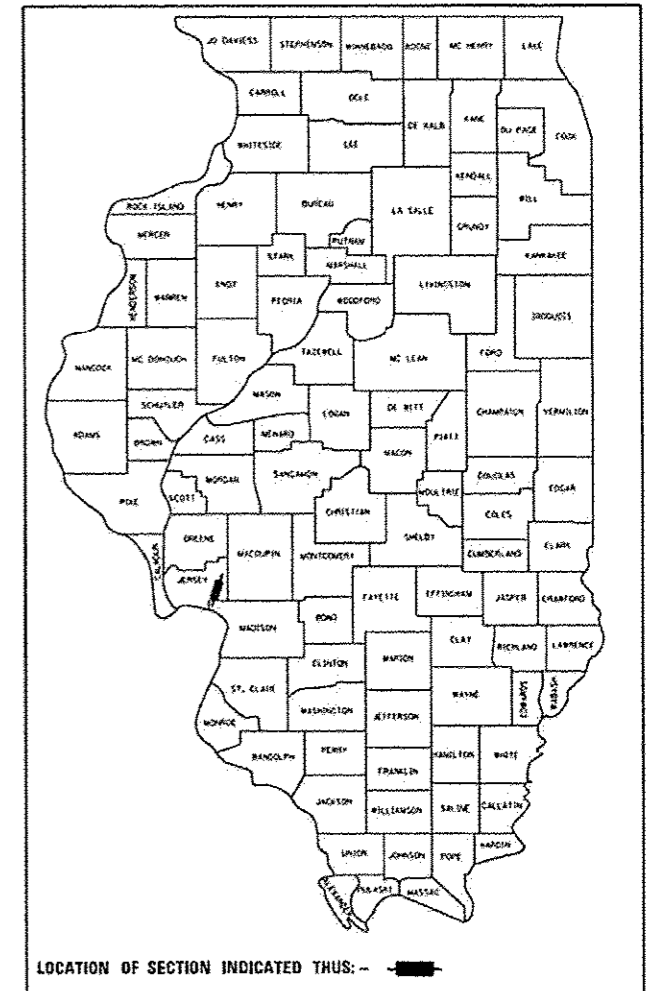 JO DAVIESS STEPHENSON WINNEBAGO BOONE MC HENRY LAKE
CARROLL OGLE DE KALB KANE DU PAGE COOK
WHITESIDE LEE KENDALL WILL
ROCK ISLAND HENRY BUREAU LA SALLE GRUNDY
MERCER PUTNAM KANKAKEE
STARK MARSHALL
HENDERSON WARREN KNOX PEORIA WOODFORD LIVINGSTON IROQUOIS
HANCOCK MC DONOUGH FULTON TAZEWELL MC LEAN FORD
SCHUYLER MASON LOGAN DE WITT CHAMPAIGN VERMILION
ADAMS BROWN CASS MENARD MACON PIATT
PIKE SCOTT MORGAN SANGAMON MOULTRIE DOUGLAS EDGAR
CHRISTIAN COLES
CALHOUN GREENE MACOUPIN MONTGOMERY SHELBY CUMBERLAND CLARK
JERSEY FAYETTE EFFINGHAM JASPER CRAWFORD
MADISON BOND CLAY RICHLAND LAWRENCE
CLINTON MARION
ST. CLAIR WAYNE EDWARDS WABASH
MONROE WASHINGTON JEFFERSON
RANDOLPH PERRY HAMILTON WHITE
FRANKLIN
JACKSON WILLIAMSON SALINE GALLATIN
UNION JOHNSON POPE HARDIN
ALEXANDER PULASKI MASSAC
LOCATION OF SECTION INDICATED THUS: -